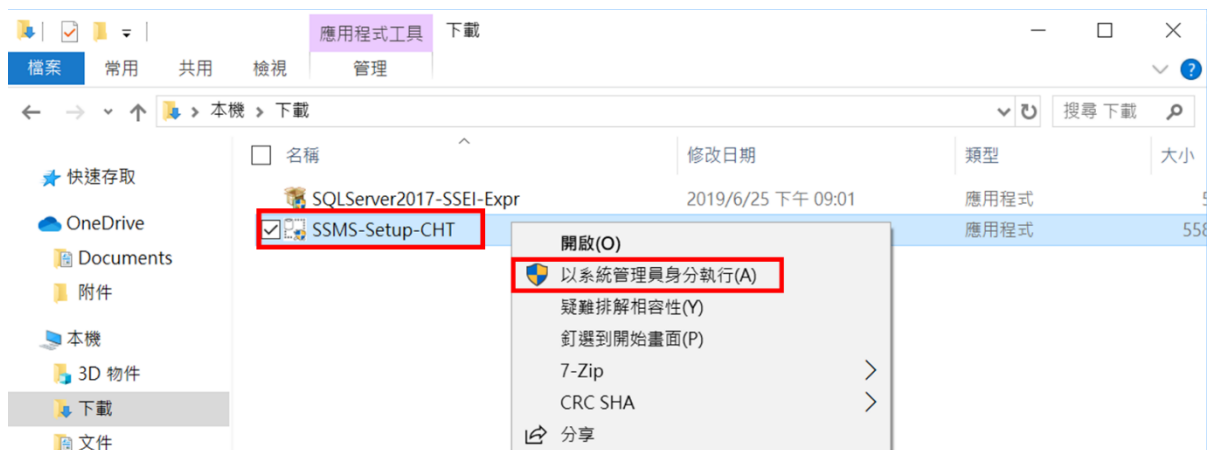 應用程式工具 下載
檔案 常用 共用 檢視 管理
本機 下載 搜尋 下載
名稱 修改日期 類型 大小
快速存取
SQLServer2017-SSEI-Expr 2019/6/25 下午 09:01 應用程式 5
OneDrive
SSMS-Setup-CHT 應用程式 558
Documents
附件
本機
3D 物件
下載
文件
開啟(O)
以系統管理員身分執行(A)
疑難排解相容性(Y)
釘選到開始畫面(P)
7-Zip
CRC SHA
分享